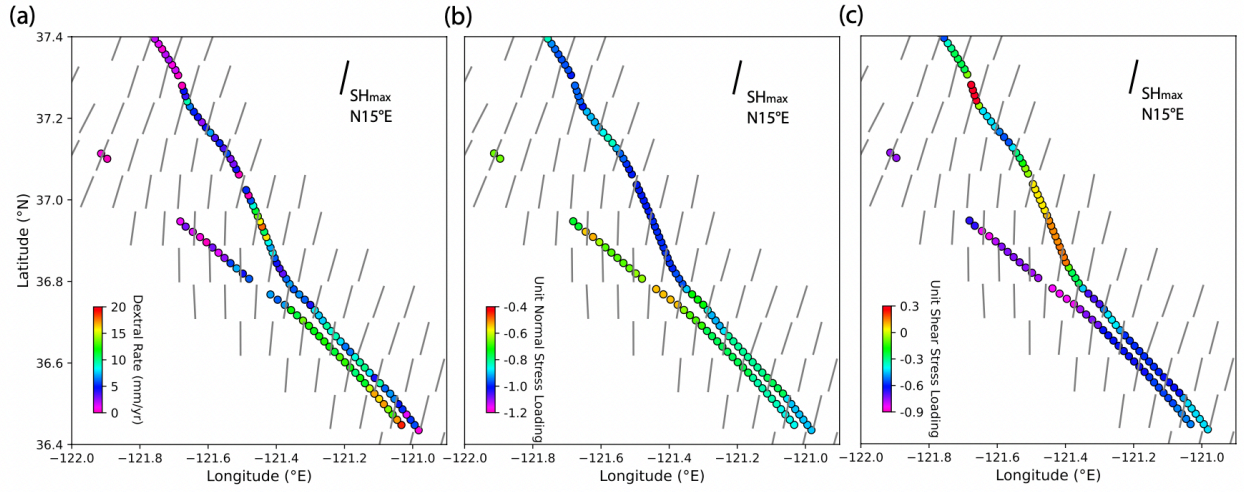 (a)
(b)
(c)
37.4
37.2
37.0
36.8
36.6
36.4
Latitude (°N)
SHmax
N15°E
SHmax
N15°E
SHmax
N15°E
20
15
10
5
0
Dextral Rate (mm/yr)
−0.4
−0.6
−0.8
−1.0
−1.2
Unit Normal Stress Loading
0.3
0
−0.3
−0.6
−0.9
Unit Shear Stress Loading
−122.0 −121.8 −121.6 −121.4 −121.2 −121.0
−122.0 −121.8 −121.6 −121.4 −121.2 −121.0
−122.0 −121.8 −121.6 −121.4 −121.2 −121.0
Longitude (°E)
Longitude (°E)
Longitude (°E)